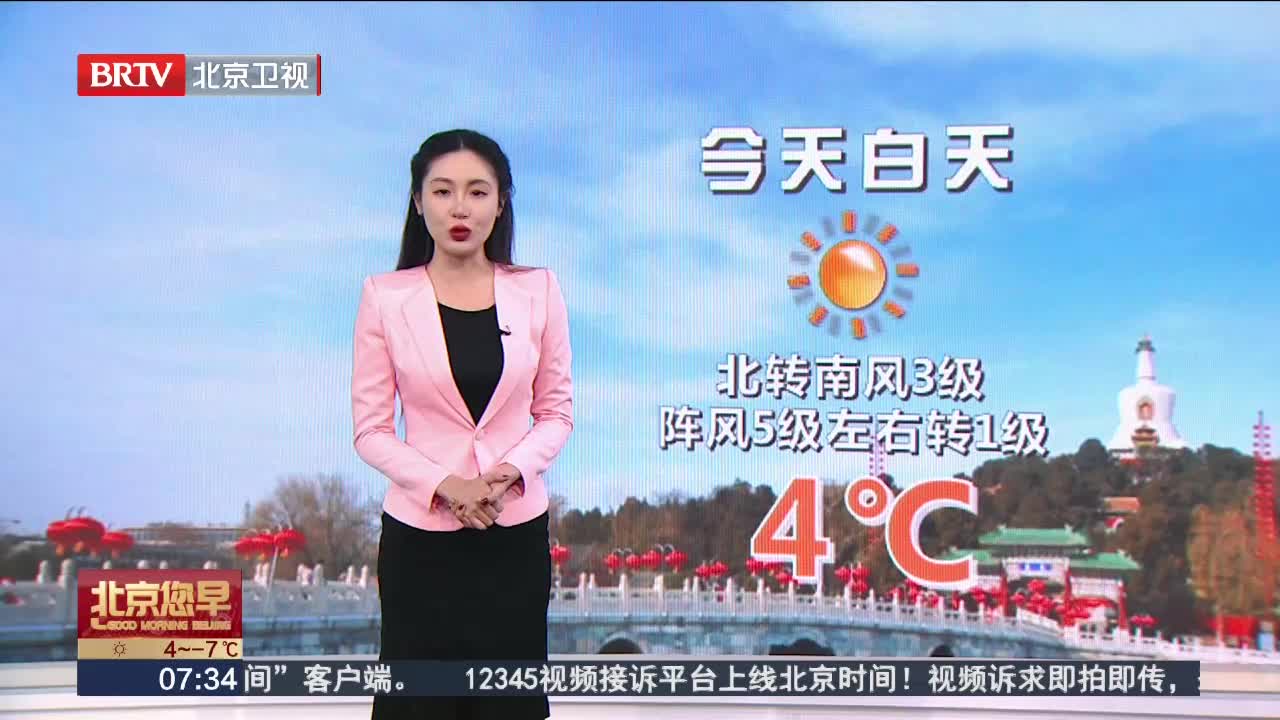 BRTV 北京卫视
今天白天
北转南风3级
阵风5级左右转1级
4℃
北京您早
GOOD MORNING BEIJING
4~-7℃
07:34 间”客户端。 12345视频接诉平台上线北京时间！视频诉求即拍即传，